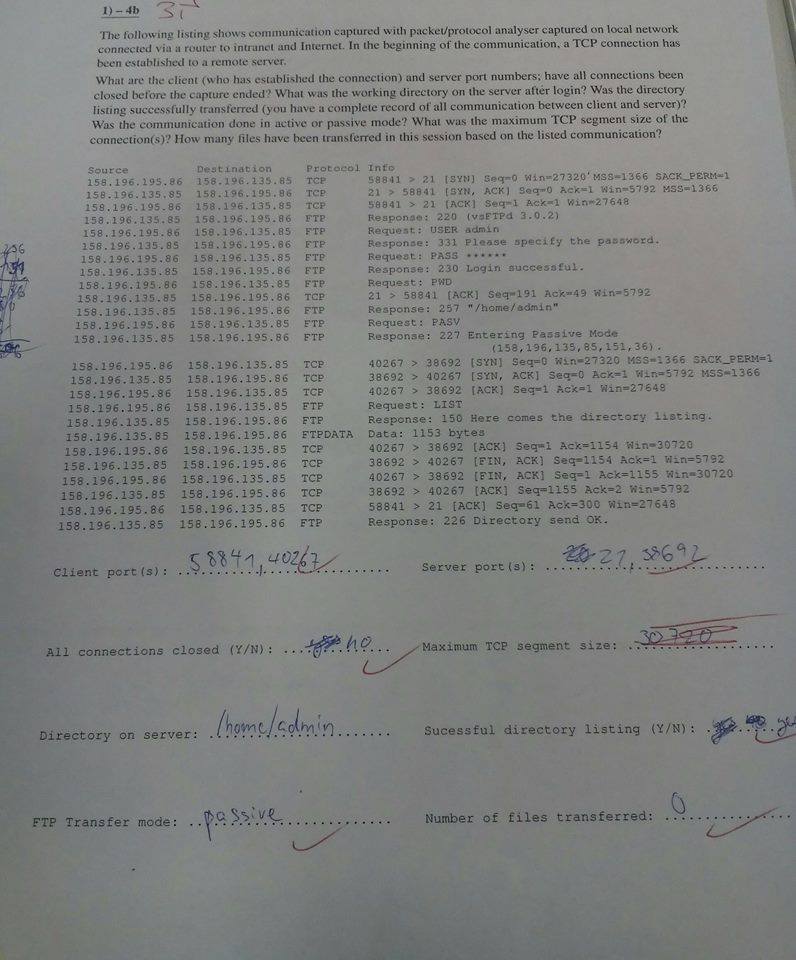 1) – 4b
The following listing shows communication captured with packet/protocol analyser captured on local network
connected via a router to intranet and Internet. In the beginning of the communication, a TCP connection has
been established to a remote server.
What are the client (who has established the connection) and server port numbers; have all connections been
closed before the capture ended? What was the working directory on the server after login? Was the directory
listing successfully transferred (you have a complete record of all communication between client and server)?
Was the communication done in active or passive mode? What was the maximum TCP segment size of the
connection(s)? How many files have been transferred in this session based on the listed communication?
Source Destination Protocol Info
158.196.195.86 158.196.135.85 TCP 58841 > 21 [SYN] Seq=0 Win=27320 MSS=1366 SACK_PERM=1
158.196.135.85 158.196.195.86 TCP 21 > 58841 [SYN, ACK] Seq=0 Ack=1 Win=5792 MSS=1366
158.196.195.86 158.196.135.85 TCP 58841 > 21 [ACK] Seq=1 Ack=1 Win=27648
158.196.135.85 158.196.195.86 FTP Response: 220 (vsFTPd 3.0.2)
158.196.195.86 158.196.135.85 FTP Request: USER admin
158.196.135.85 158.196.195.86 FTP Response: 331 Please specify the password.
158.196.195.86 158.196.135.85 FTP Request: PASS ******
158.196.135.85 158.196.195.86 FTP Response: 230 Login successful.
158.196.195.86 158.196.135.85 FTP Request: PWD
158.196.135.85 158.196.195.86 TCP 21 > 58841 [ACK] Seq=191 Ack=49 Win=5792
158.196.135.85 158.196.195.86 FTP Response: 257 "/home/admin"
158.196.195.86 158.196.135.85 FTP Request: PASV
158.196.135.85 158.196.195.86 FTP Response: 227 Entering Passive Mode
(158,196,135,85,151,36).
158.196.195.86 158.196.135.85 TCP 40267 > 38692 [SYN] Seq=0 Win=27320 MSS=1366 SACK_PERM=1
158.196.135.85 158.196.195.86 TCP 38692 > 40267 [SYN, ACK] Seq=0 Ack=1 Win=5792 MSS=1366
158.196.195.86 158.196.135.85 TCP 40267 > 38692 [ACK] Seq=1 Ack=1 Win=27648
158.196.195.86 158.196.135.85 FTP Request: LIST
158.196.135.85 158.196.195.86 FTP Response: 150 Here comes the directory listing.
158.196.135.85 158.196.195.86 FTPDATA Data: 1153 bytes
158.196.195.86 158.196.135.85 TCP 40267 > 38692 [ACK] Seq=1 Ack=1154 Win=30720
158.196.135.85 158.196.195.86 TCP 38692 > 40267 [FIN, ACK] Seq=1154 Ack=1 Win=5792
158.196.195.86 158.196.135.85 TCP 40267 > 38692 [FIN, ACK] Seq=1 Ack=1155 Win=30720
158.196.135.85 158.196.195.86 TCP 38692 > 40267 [ACK] Seq=1155 Ack=2 Win=5792
158.196.195.86 158.196.135.85 TCP 58841 > 21 [ACK] Seq=61 Ack=300 Win=27648
158.196.135.85 158.196.195.86 FTP Response: 226 Directory send OK.
Client port(s): 58841, 40267 Server port(s): 21, 38692
All connections closed (Y/N): no Maximum TCP segment size: 30720
Directory on server: /home/admin Sucessful directory listing (Y/N):
FTP Transfer mode: passive Number of files transferred: 0